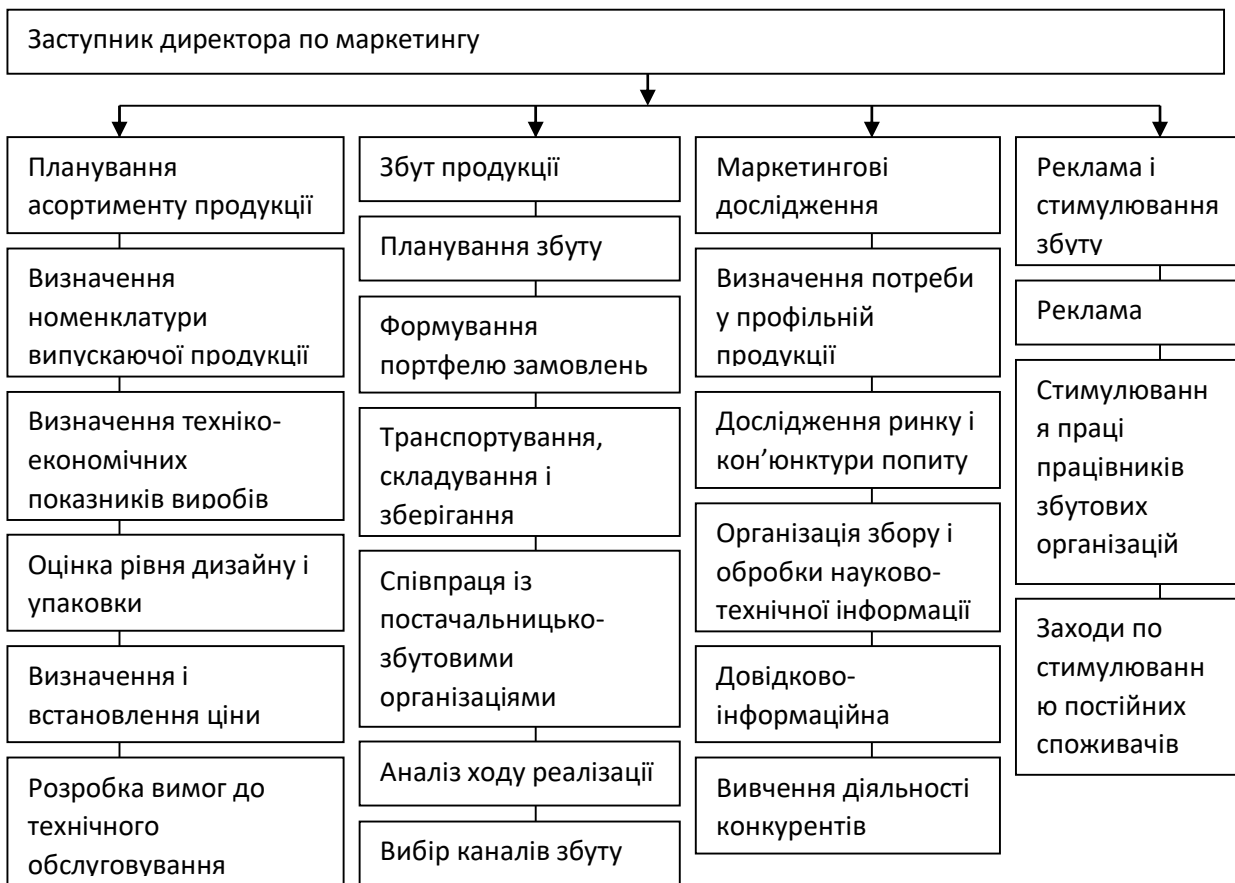 Заступник директора по маркетингу
Планування
асортименту продукції
Визначення
номенклатури
випускаючої продукції
Визначення техніко-
економічних
показників виробів
Оцінка рівня дизайну і
упаковки
Визначення і
встановлення ціни
Розробка вимог до
технічного
обслуговування
Збут продукції
Планування збуту
Формування
портфелю замовлень
Транспортування,
складування і
зберігання
Співпраця із
постачальницько-
збутовими
організаціями
Аналіз ходу реалізації
Вибір каналів збуту
Маркетингові
дослідження
Визначення потреби
у профільній
продукції
Дослідження ринку і
кон’юнктури попиту
Організація збору і
обробки науково-
технічної інформації
Довідково-
інформаційна
Вивчення діяльності
конкурентів
Реклама і
стимулювання
збуту
Реклама
Стимулюванн
я праці
працівників
збутових
організацій
Заходи по
стимулюванн
ю постійних
споживачів